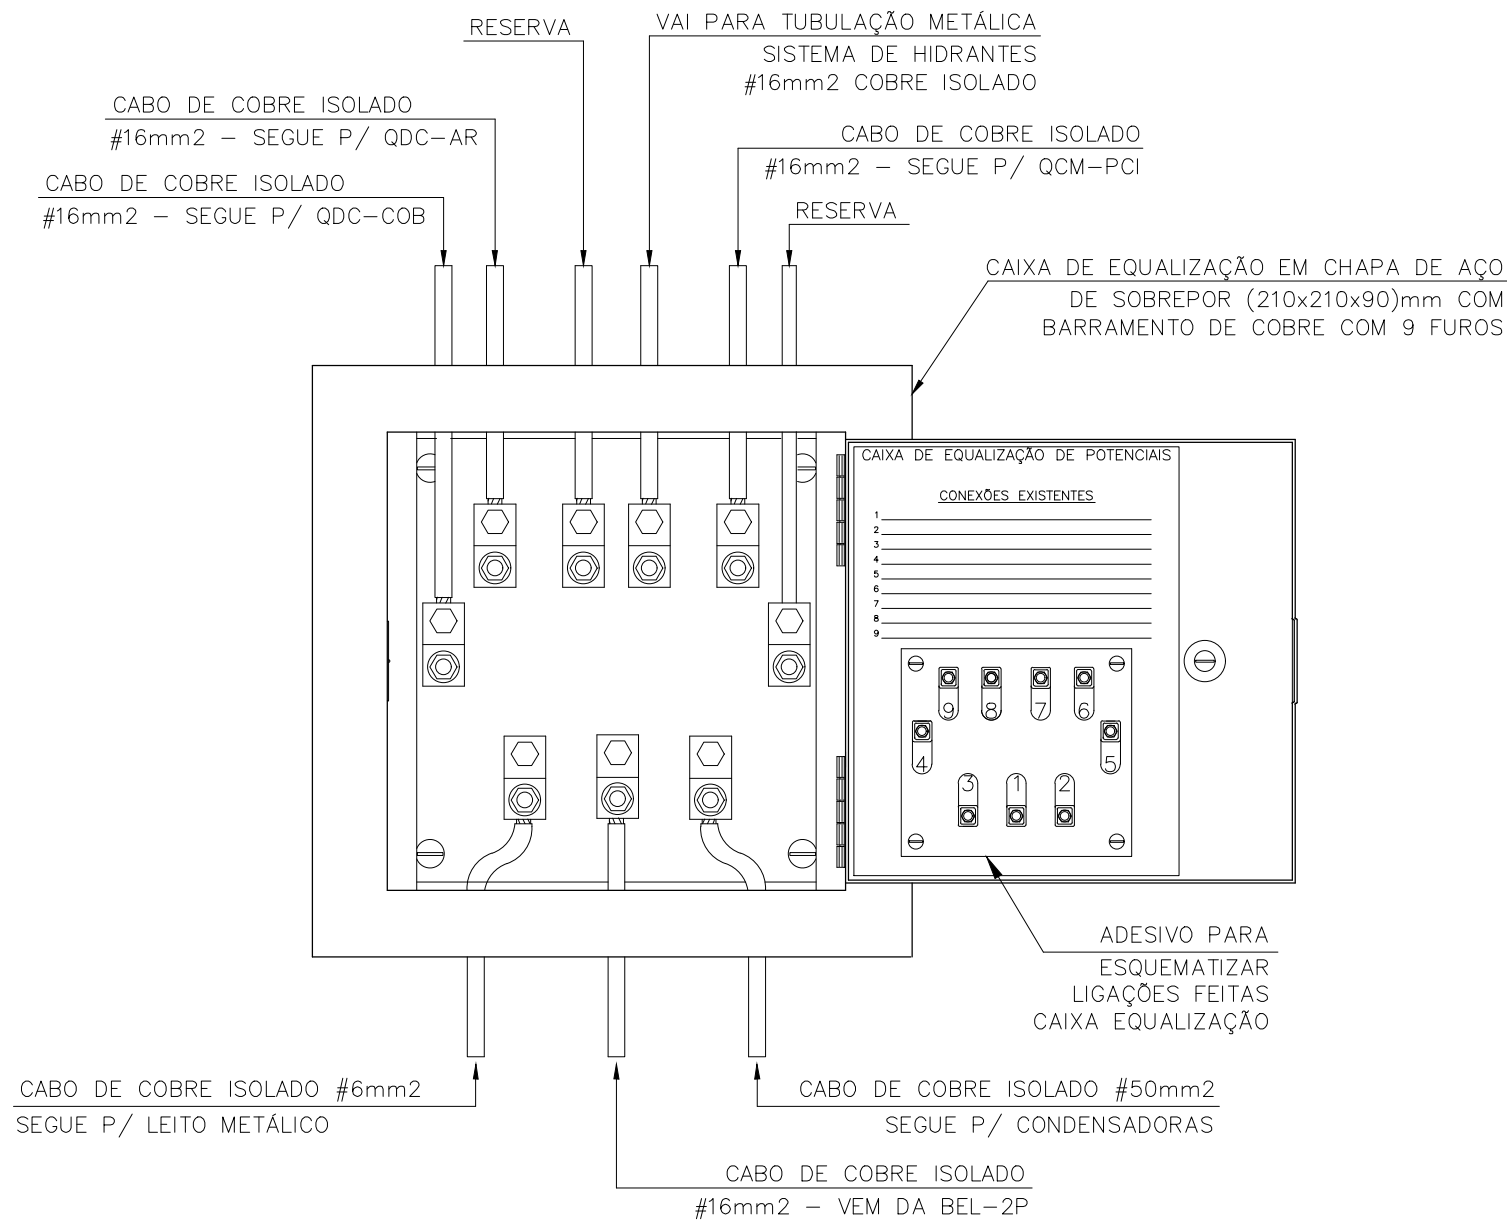 RESERVA
VAI PARA TUBULAÇÃO METÁLICA
SISTEMA DE HIDRANTES
#16mm2 COBRE ISOLADO
CABO DE COBRE ISOLADO
#16mm2 – SEGUE P/ QDC–AR
CABO DE COBRE ISOLADO
#16mm2 – SEGUE P/ QCM–PCI
CABO DE COBRE ISOLADO
#16mm2 – SEGUE P/ QDC–COB
RESERVA
CAIXA DE EQUALIZAÇÃO EM CHAPA DE AÇO
DE SOBREPOR (210x210x90)mm COM
BARRAMENTO DE COBRE COM 9 FUROS
CAIXA DE EQUALIZAÇÃO DE POTENCIAIS
CONEXÕES EXISTENTES
1
2
3
4
5
6
7
8
9
9 8 7 6
4 5
3 1 2
ADESIVO PARA
ESQUEMATIZAR
LIGAÇÕES FEITAS
CAIXA EQUALIZAÇÃO
CABO DE COBRE ISOLADO #6mm2
SEGUE P/ LEITO METÁLICO
CABO DE COBRE ISOLADO #50mm2
SEGUE P/ CONDENSADORAS
CABO DE COBRE ISOLADO
#16mm2 – VEM DA BEL–2P